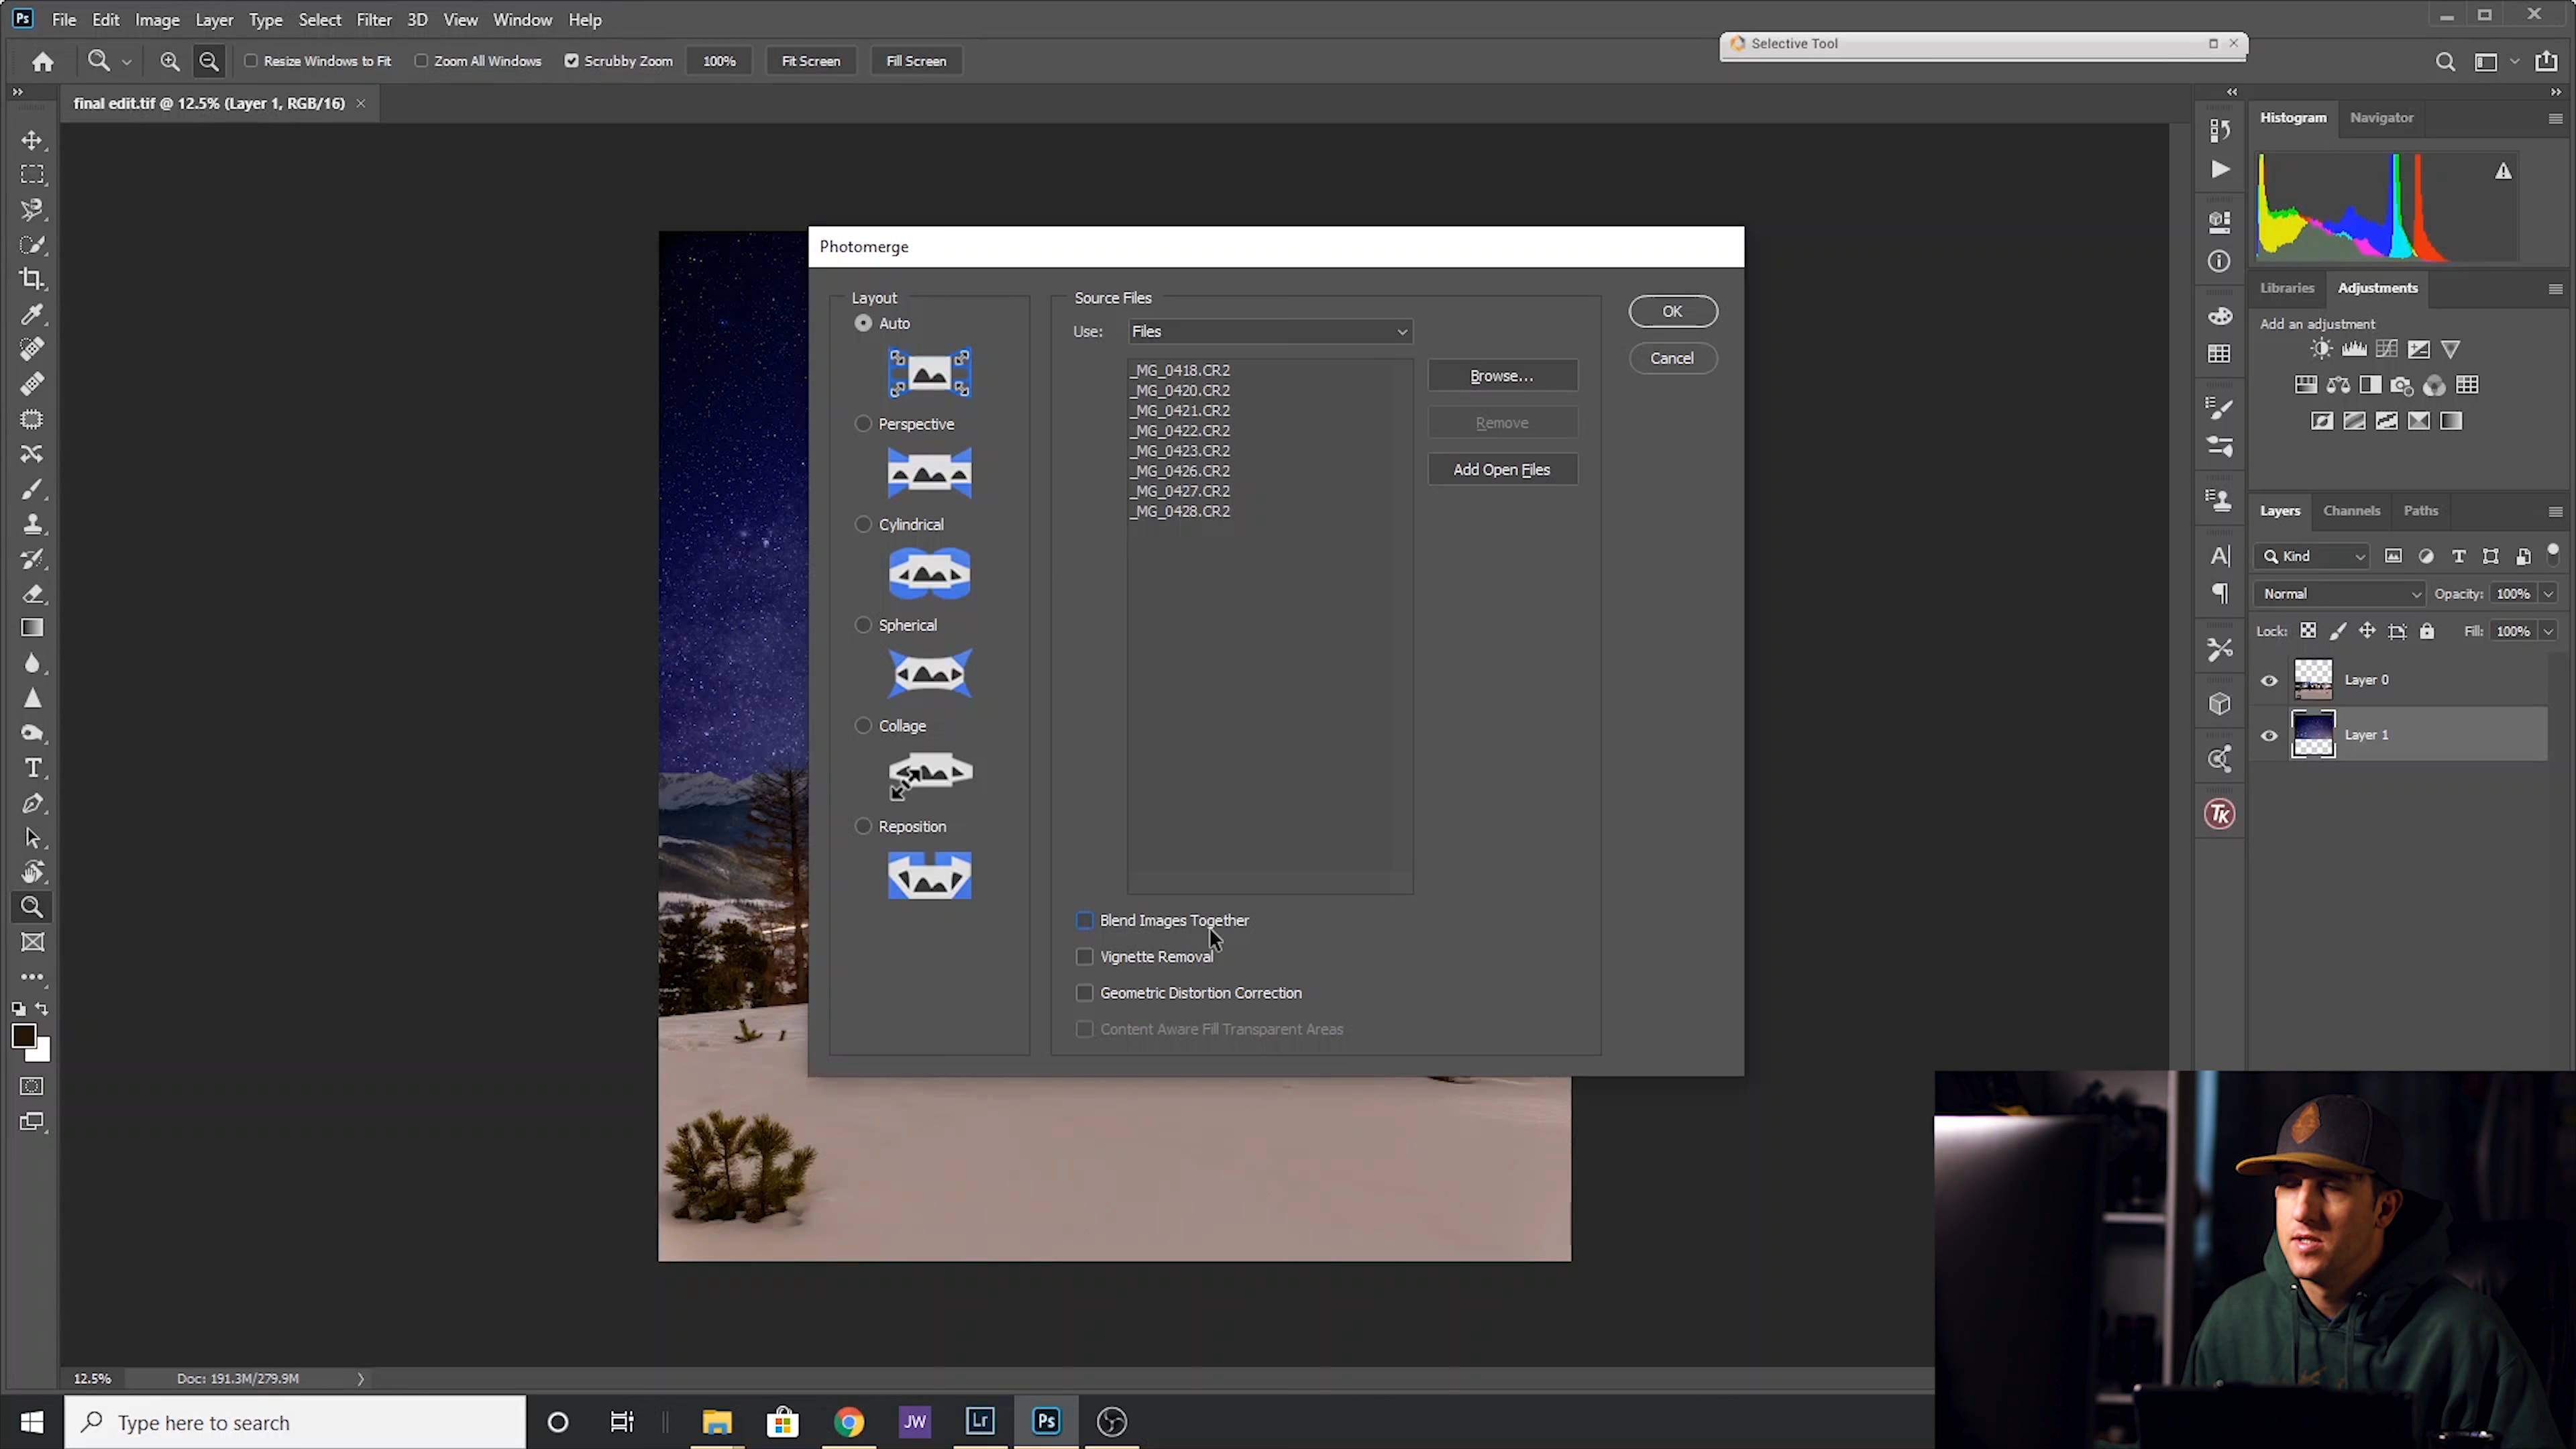 Ps File Edit Image Layer Type Select Filter 3D View Window Help
Selective Tool
Resize Windows to Fit Zoom All Windows Scrubby Zoom 100% Fit Screen Fill Screen
final edit.tif @ 12.5% (Layer 1, RGB/16)
Histogram Navigator
Photomerge
Layout
Auto
Perspective
Cylindrical
Spherical
Collage
Reposition
Source Files
Use: Files
_MG_0418.CR2
_MG_0420.CR2
_MG_0421.CR2
_MG_0422.CR2
_MG_0423.CR2
_MG_0426.CR2
_MG_0427.CR2
_MG_0428.CR2
Browse...
Remove
Add Open Files
OK
Cancel
Blend Images Together
Vignette Removal
Geometric Distortion Correction
Content Aware Fill Transparent Areas
Libraries Adjustments
Add an adjustment
Layers Channels Paths
Kind
Normal Opacity: 100%
Lock: Fill: 100%
Layer 0
Layer 1
TK
12.5% Doc: 191.3M/279.9M
Type here to search
JW Lr Ps